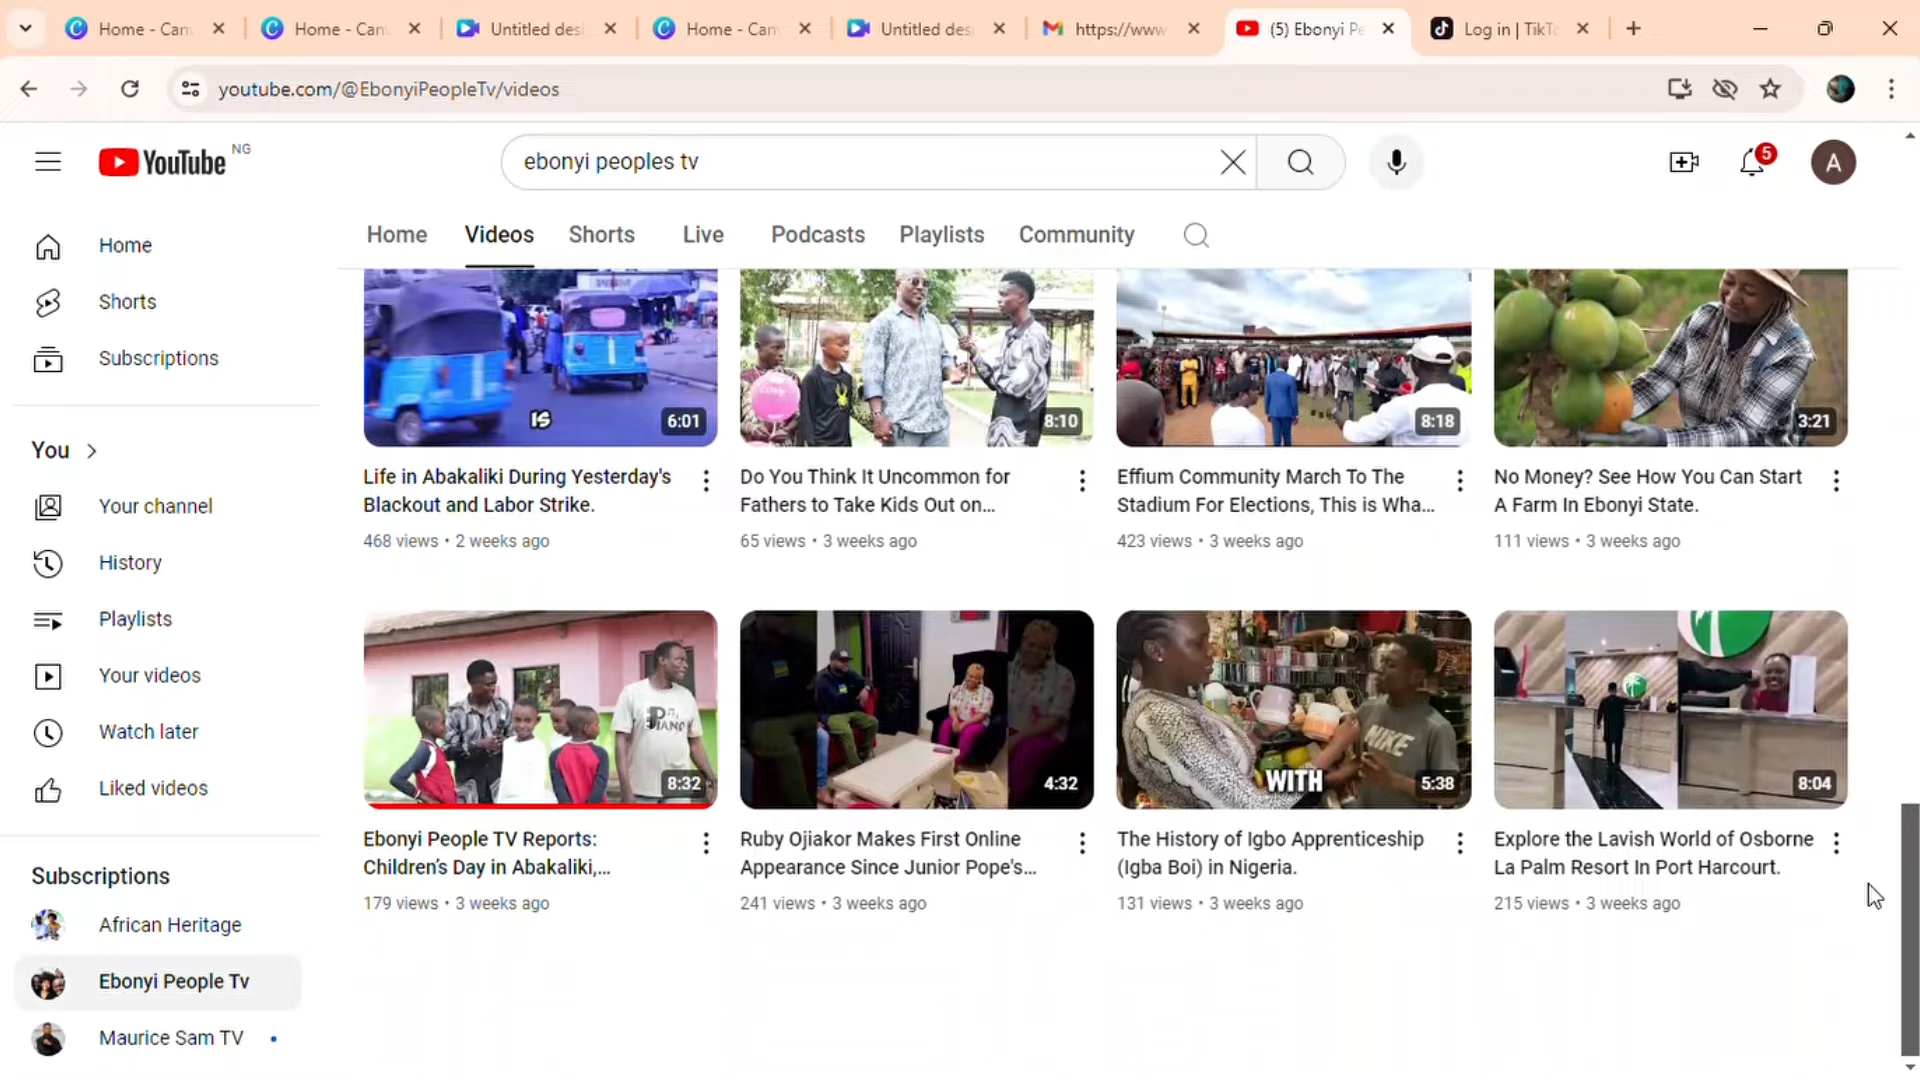 Home - Can
Home - Can
Untitled desi
Home - Can
Untitled des
https://www
(5) Ebonyi Pe
Log in | TikTo
youtube.com/@EbonyiPeopleTv/videos
YouTube NG
ebonyi peoples tv
5
A
Home
Shorts
Subscriptions
You
Your channel
History
Playlists
Your videos
Watch later
Liked videos
Subscriptions
African Heritage
Ebonyi People Tv
Maurice Sam TV
Home Videos Shorts Live Podcasts Playlists Community
IS
6:01
Life in Abakaliki During Yesterday's
Blackout and Labor Strike.
468 views • 2 weeks ago
8:10
Do You Think It Uncommon for
Fathers to Take Kids Out on...
65 views • 3 weeks ago
8:18
Effium Community March To The
Stadium For Elections, This is Wha...
423 views • 3 weeks ago
3:21
No Money? See How You Can Start
A Farm In Ebonyi State.
111 views • 3 weeks ago
PIANO
8:32
Ebonyi People TV Reports:
Children's Day in Abakaliki,...
179 views • 3 weeks ago
4:32
Ruby Ojiakor Makes First Online
Appearance Since Junior Pope's...
241 views • 3 weeks ago
NIKE
WITH
5:38
The History of Igbo Apprenticeship
(Igba Boi) in Nigeria.
131 views • 3 weeks ago
8:04
Explore the Lavish World of Osborne
La Palm Resort In Port Harcourt.
215 views • 3 weeks ago